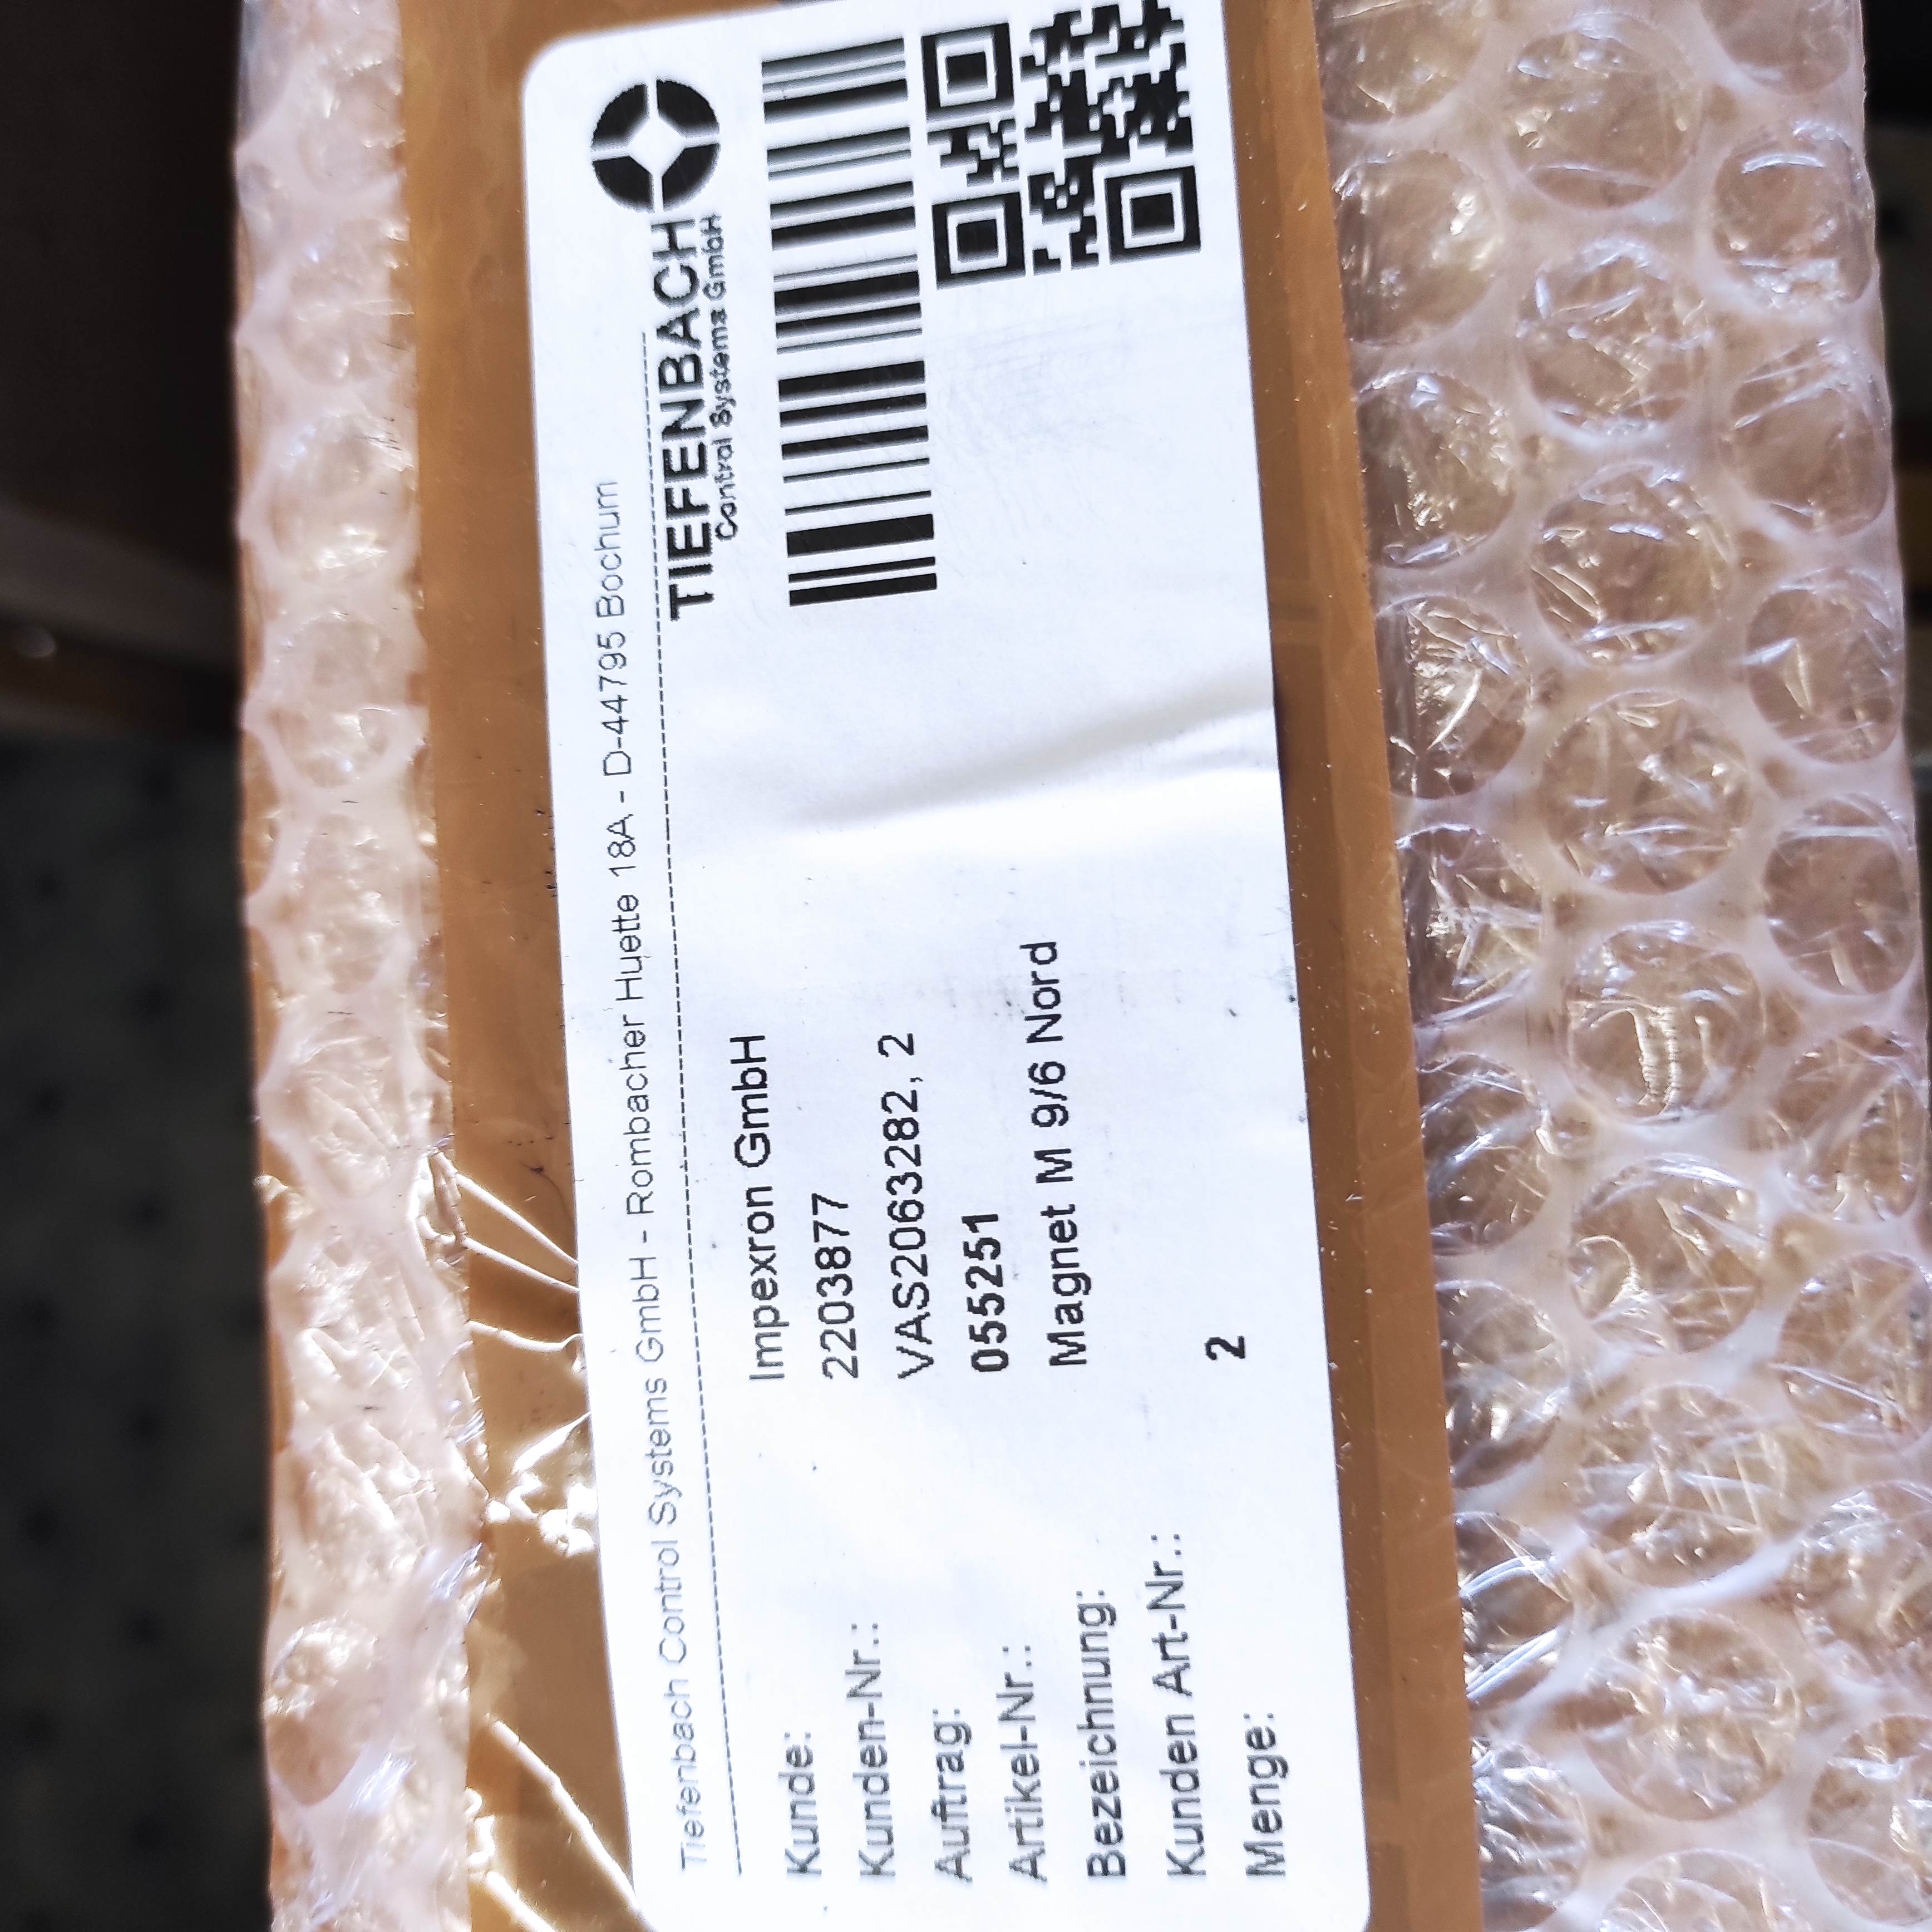 Tiefenbach Control Systems GmbH - Rombacher Huette 18A - D-44795 Bochum
TIEFENBACH
Control Systems GmbH
Kunde: Impexron GmbH
Kunden-Nr.: 2203877
Auftrag: VAS2063282, 2
Artikel-Nr.: 055251
Bezeichnung: Magnet M 9/6 Nord
Kunden Art-Nr.:
Menge: 2